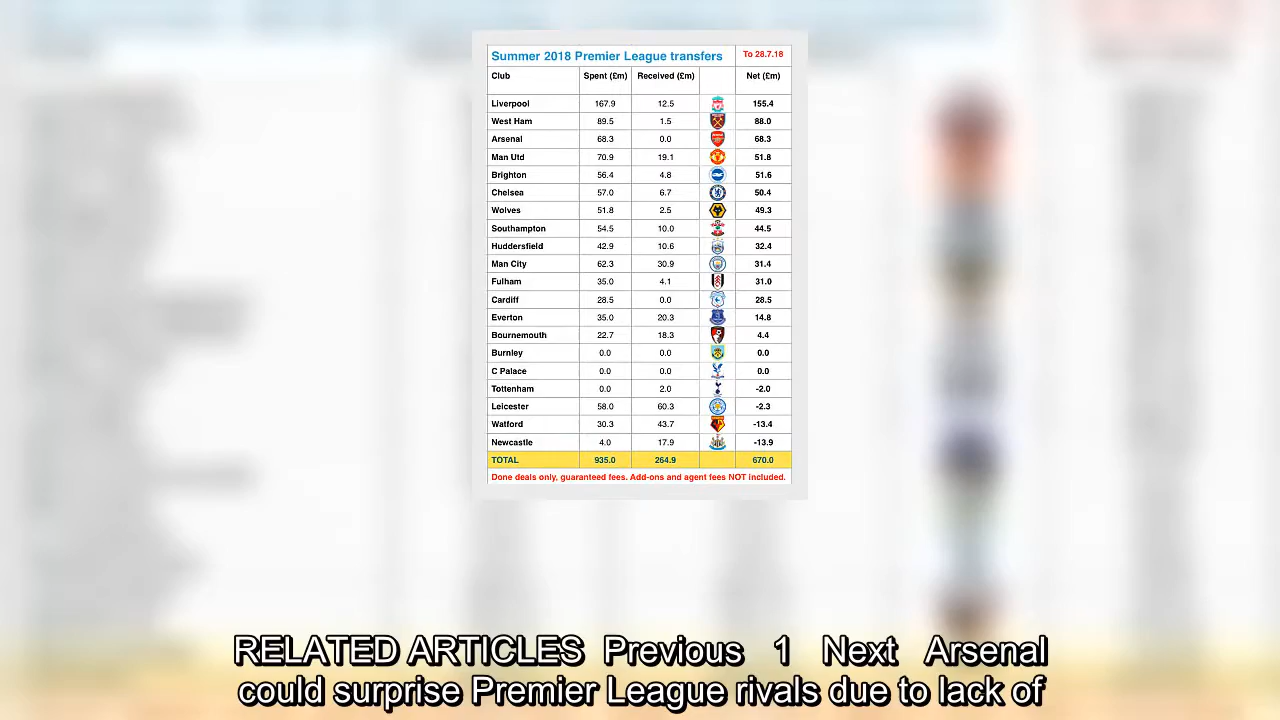 Summer 2018 Premier League transfers To 28.7.18
Club Spent (£m) Received (£m) Net (£m)
Liverpool 167.9 12.5 155.4
West Ham 89.5 1.5 88.0
Arsenal 68.3 0.0 68.3
Man Utd 70.9 19.1 51.8
Brighton 56.4 4.8 51.6
Chelsea 57.0 6.7 50.4
Wolves 51.8 2.5 49.3
Southampton 54.5 10.0 44.5
Huddersfield 42.9 10.6 32.4
Man City 62.3 30.9 31.4
Fulham 35.0 4.1 31.0
Cardiff 28.5 0.0 28.5
Everton 35.0 20.3 14.8
Bournemouth 22.7 18.3 4.4
Burnley 0.0 0.0 0.0
C Palace 0.0 0.0 0.0
Tottenham 0.0 2.0 -2.0
Leicester 58.0 60.3 -2.3
Watford 30.3 43.7 -13.4
Newcastle 4.0 17.9 -13.9
TOTAL 935.0 264.9 670.0
Done deals only, guaranteed fees. Add-ons and agent fees NOT included.
RELATED ARTICLES Previous 1 Next Arsenal
could surprise Premier League rivals due to lack of